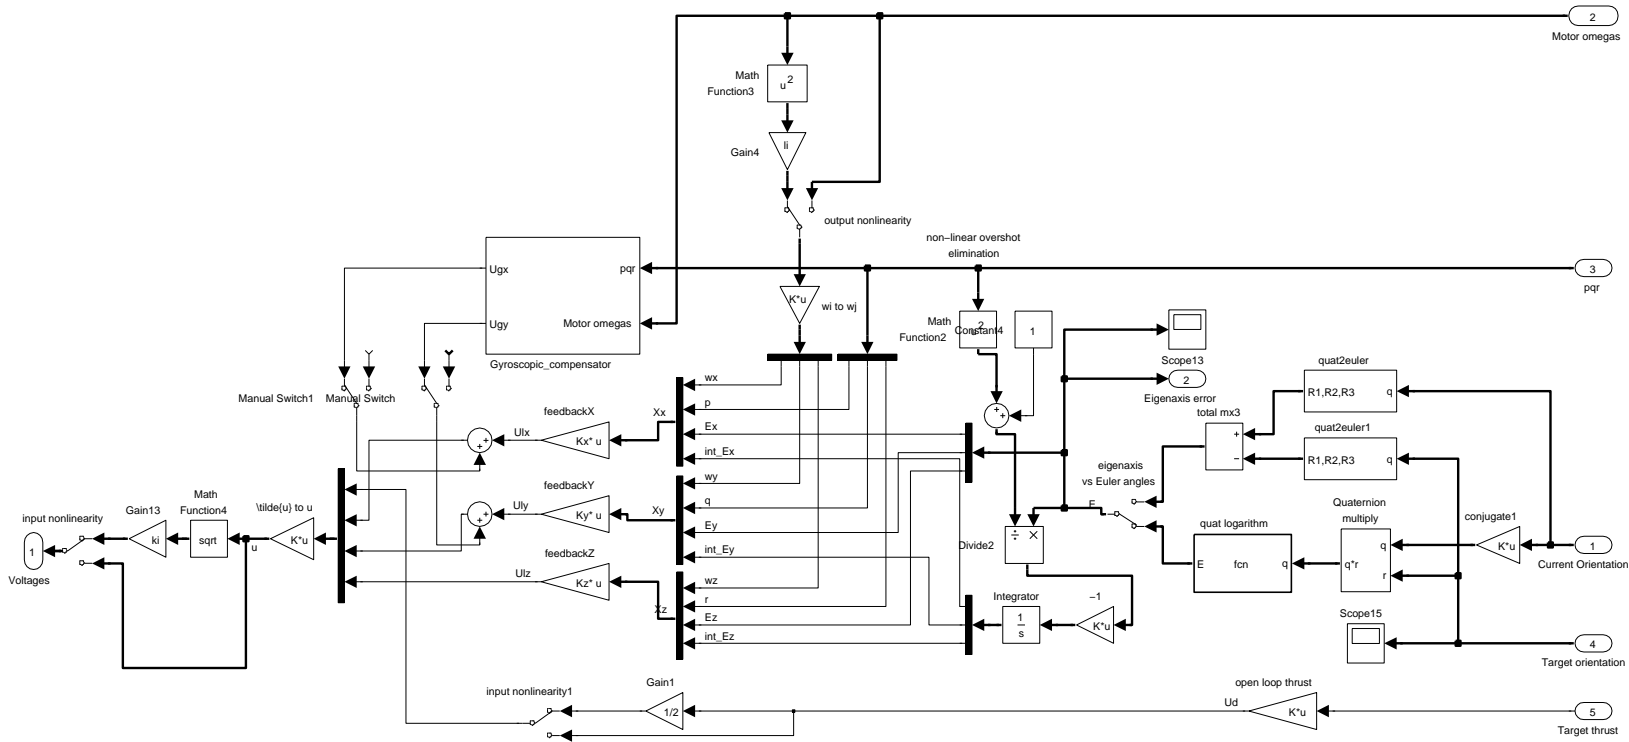 2
Motor omegas
Math
Function3
u
2
Gain4
Ii
output nonlinearity
non−linear overshot
elimination
Ugx
pqr
3
pqr
K*u
wi to wj
Ugy
Motor omegas
Math
Function2
2
Constant4
1
Gyroscopic_compensator
Scope13
2
Eigenaxis error
quat2euler
R1,R2,R3
q
total mx3
+
−
quat2euler1
R1,R2,R3
q
Manual Switch1
Manual Switch
wx
p
Ex
int_Ex
Xx
feedbackX
Kx* u
Ulx
+
+
+
+
wy
q
Ey
int_Ey
Xy
feedbackY
Ky* u
Uly
+
+
eigenaxis
vs Euler angles
E
Divide2
÷
×
quat logarithm
E
fcn
q
Quaternion
multiply
q
q*r
r
conjugate1
K*u
1
Current Orientation
input nonlinearity
1
Voltages
Gain13
ki
Math
Function4
sqrt
u
\tilde{u} to u
K*u
feedbackZ
Kz* u
Ulz
Xz
wz
r
Ez
int_Ez
Integrator
1
s
−1
K*u
Scope15
4
Target orientation
input nonlinearity1
Gain1
1/2
Ud
open loop thrust
K*u
5
Target thrust